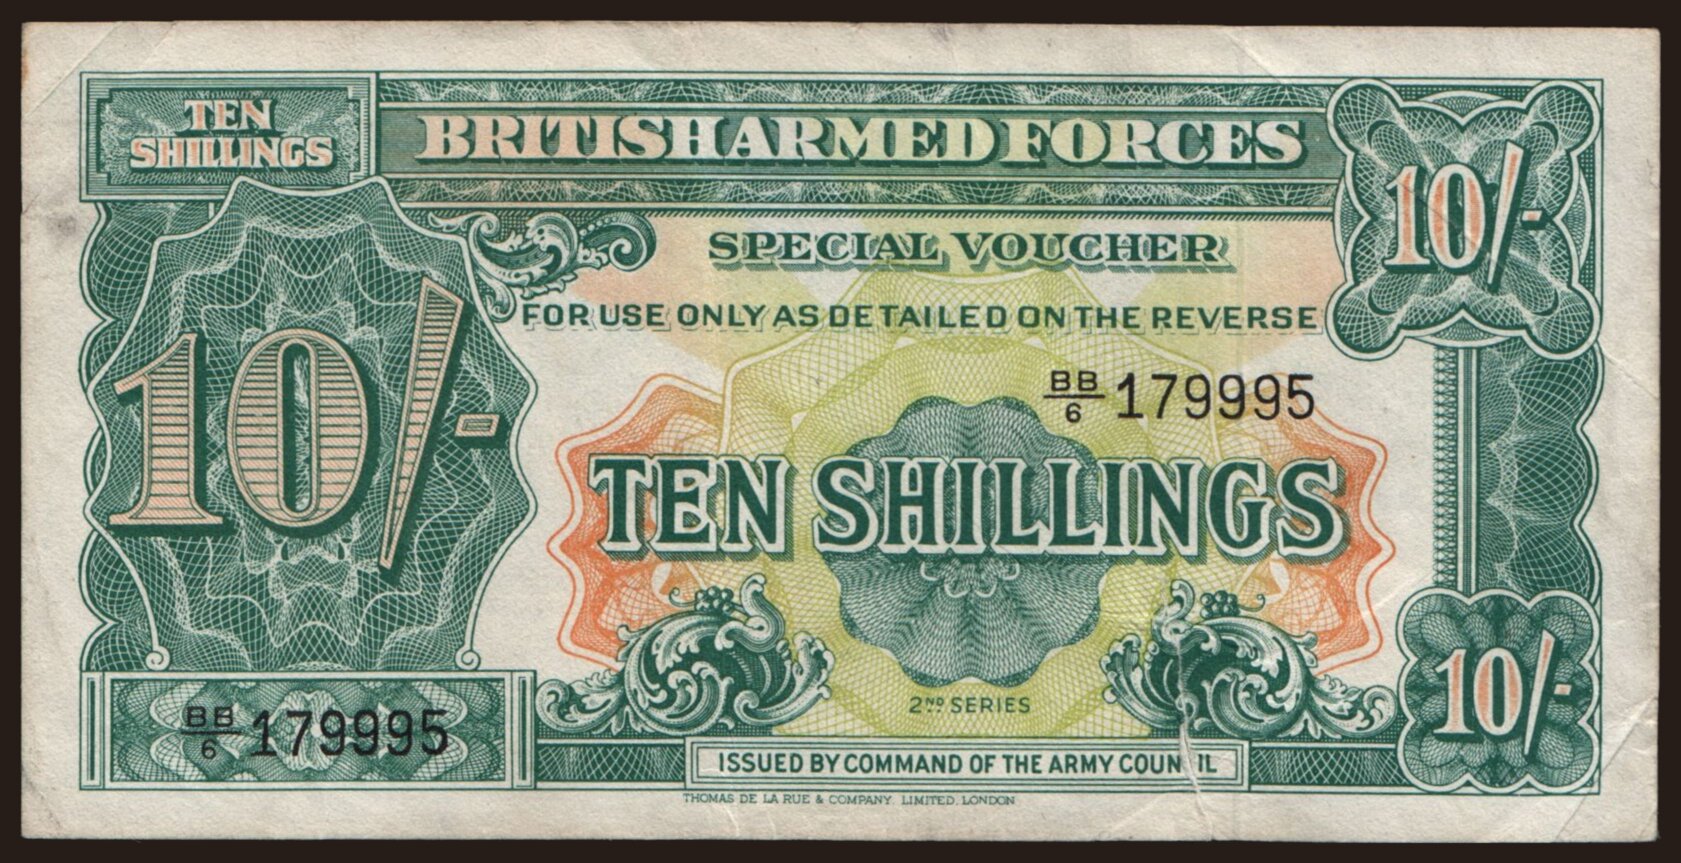 TEN
SHILLINGS
BRITISH ARMED FORCES
10/-
SPECIAL VOUCHER
FOR USE ONLY AS DETAILED ON THE REVERSE
10/-
BB/6 179995
TEN SHILLINGS
2ND SERIES
10/-
BB/6 179995
ISSUED BY COMMAND OF THE ARMY COUN IL
THOMAS DE LA RUE & COMPANY. LIMITED. LONDON